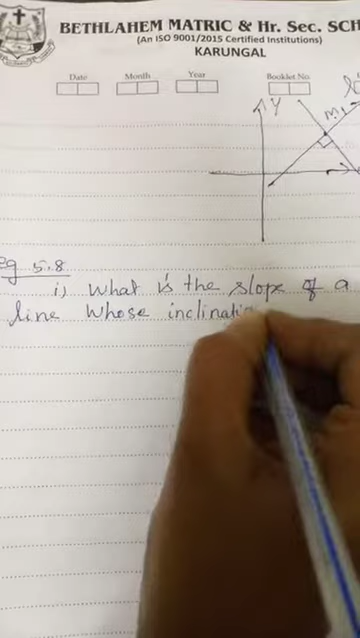 BETHLAHEM MATRIC & Hr. Sec. SCH
(An ISO 9001/2015 Certified Institutions)
KARUNGAL
Date Month Year Booklet No
Y
M1
eg 5.8
i) What is the slope of a
line whose inclinati